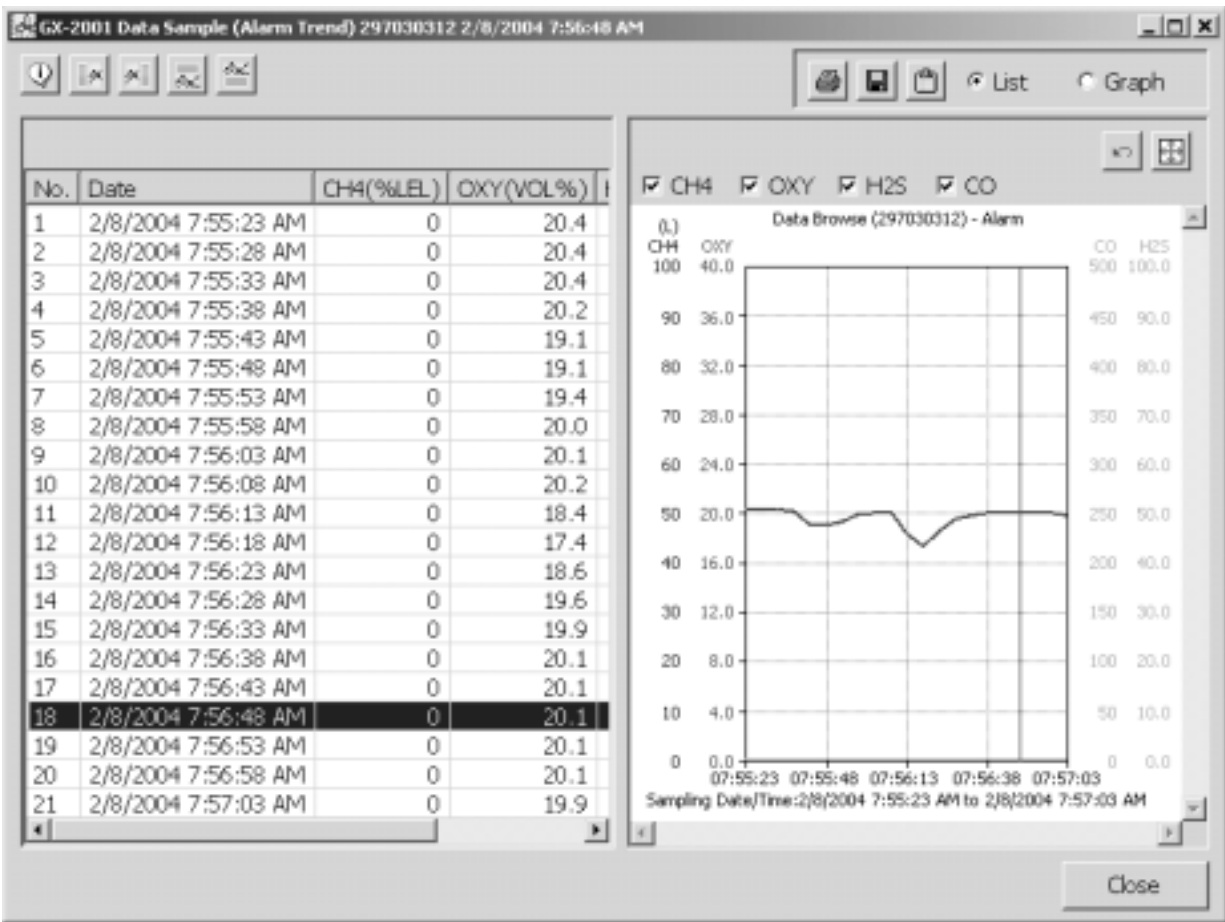 GX-2001 Data Sample (Alarm Trend) 297030312 2/8/2004 7:56:48 AM
List Graph
No. Date CH4(%LEL) OXY(VOL%)
1 2/8/2004 7:55:23 AM 0 20.4
2 2/8/2004 7:55:28 AM 0 20.4
3 2/8/2004 7:55:33 AM 0 20.4
4 2/8/2004 7:55:38 AM 0 20.2
5 2/8/2004 7:55:43 AM 0 19.1
6 2/8/2004 7:55:48 AM 0 19.1
7 2/8/2004 7:55:53 AM 0 19.4
8 2/8/2004 7:55:58 AM 0 20.0
9 2/8/2004 7:56:03 AM 0 20.1
10 2/8/2004 7:56:08 AM 0 20.2
11 2/8/2004 7:56:13 AM 0 18.4
12 2/8/2004 7:56:18 AM 0 17.4
13 2/8/2004 7:56:23 AM 0 18.6
14 2/8/2004 7:56:28 AM 0 19.6
15 2/8/2004 7:56:33 AM 0 19.9
16 2/8/2004 7:56:38 AM 0 20.1
17 2/8/2004 7:56:43 AM 0 20.1
18 2/8/2004 7:56:48 AM 0 20.1
19 2/8/2004 7:56:53 AM 0 20.1
20 2/8/2004 7:56:58 AM 0 20.1
21 2/8/2004 7:57:03 AM 0 19.9
CH4 OXY H2S CO
Data Browse (297030312) - Alarm
(L)
CH4 OXY CO H2S
100 40.0 500 100.0
90 36.0 450 90.0
80 32.0 400 80.0
70 28.0 350 70.0
60 24.0 300 60.0
50 20.0 250 50.0
40 16.0 200 40.0
30 12.0 150 30.0
20 8.0 100 20.0
10 4.0 50 10.0
0 0.0 0 0.0
07:55:23 07:55:48 07:56:13 07:56:38 07:57:03
Sampling Date/Time:2/8/2004 7:55:23 AM to 2/8/2004 7:57:03 AM
Close